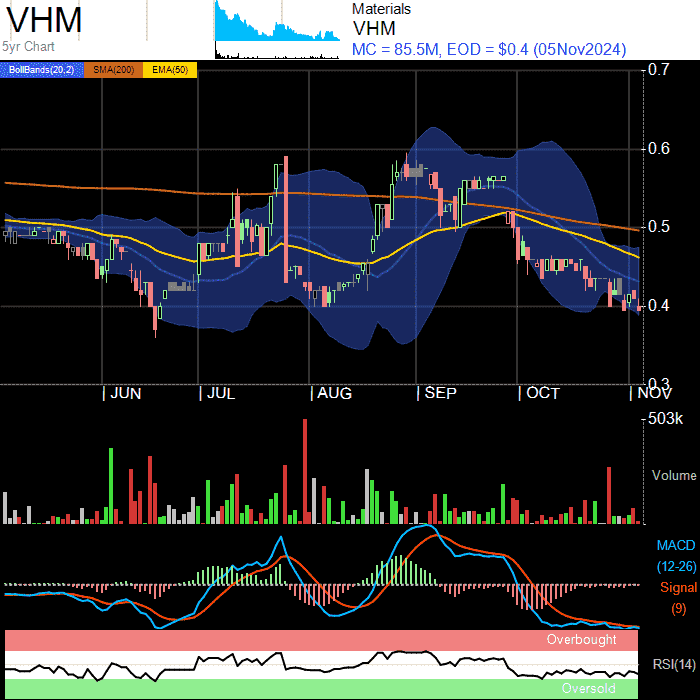 VHM
5yr Chart
Materials
VHM
MC = 85.5M, EOD = $0.4 (05Nov2024)
BollBands(20,2) SMA(200) EMA(50)
0.7
0.6
0.5
0.4
0.3
| JUN | JUL | AUG | SEP | OCT | NOV
503k
Volume
MACD
(12-26)
Signal
(9)
Overbought
RSI(14)
Oversold